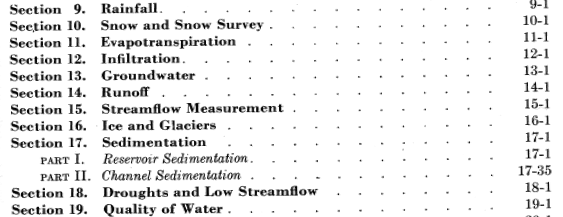 Section 9. Rainfall. . . . . . . . . . . . . 9-1
Section 10. Snow and Snow Survey . . . . . . . . . 10-1
Section 11. Evapotranspiration . . . . . . . . . . 11-1
Section 12. Infiltration. . . . . . . . . . . . 12-1
Section 13. Groundwater . . . . . . . . . . . . 13-1
Section 14. Runoff . . . . . . . . . . . . . 14-1
Section 15. Streamflow Measurement . . . . . . . . 15-1
Section 16. Ice and Glaciers . . . . . . . . . . . 16-1
Section 17. Sedimentation . . . . . . . . . . . 17-1
PART I. Reservoir Sedimentation. . . . . . . . . . 17-1
PART II. Channel Sedimentation . . . . . . . . . . 17-35
Section 18. Droughts and Low Streamflow . . . . . . . 18-1
Section 19. Quality of Water . . . . . . . . . . . 19-1